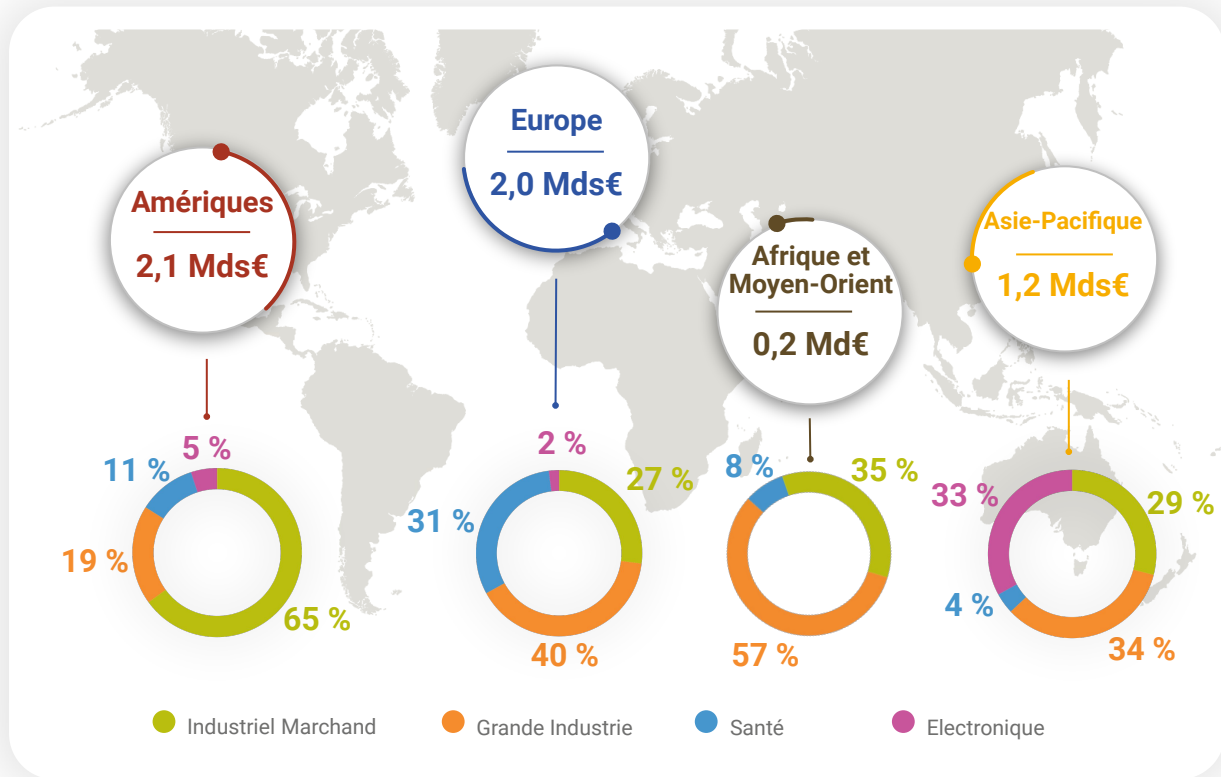 Europe
2,0 Mds€
Amériques
2,1 Mds€
Asie-Pacifique
1,2 Mds€
Afrique et
Moyen-Orient
0,2 Md€
5 %
11 %
19 %
65 %
2 %
27 %
31 %
40 %
8 %
35 %
57 %
33 %
29 %
4 %
34 %
Industriel Marchand
Grande Industrie
Santé
Electronique